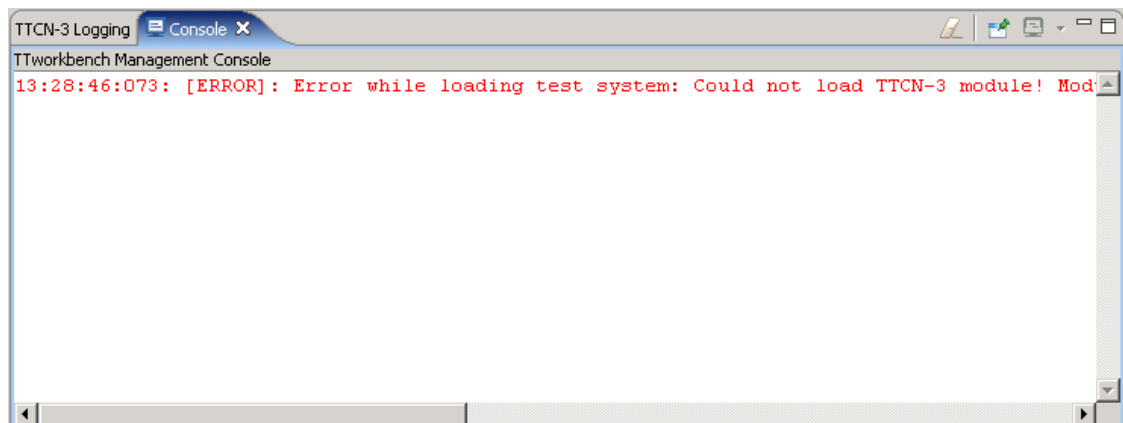 TTCN-3 Logging Console
TTworkbench Management Console
13:28:46:073: [ERROR]: Error while loading test system: Could not load TTCN-3 module! Mod